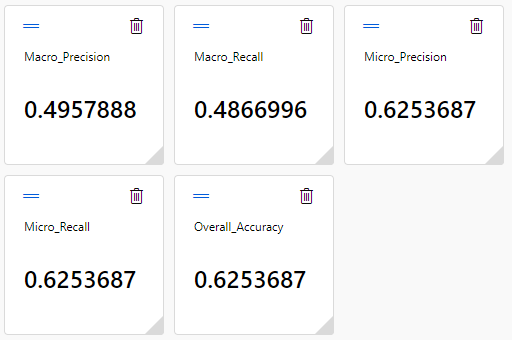 Macro_Precision
0.4957888
Macro_Recall
0.4866996
Micro_Precision
0.6253687
Micro_Recall
0.6253687
Overall_Accuracy
0.6253687